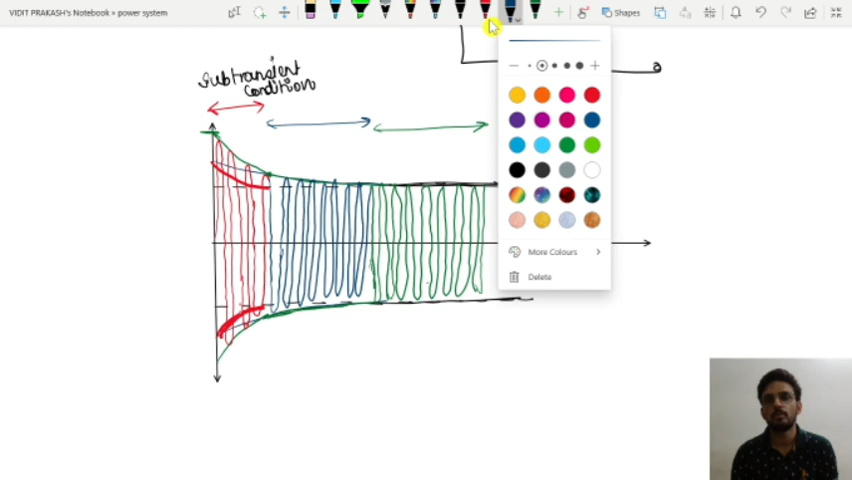 VIDIT PRAKASH's Notebook » power system
Shapes
Subtransient
condition
a
More Colours
Delete